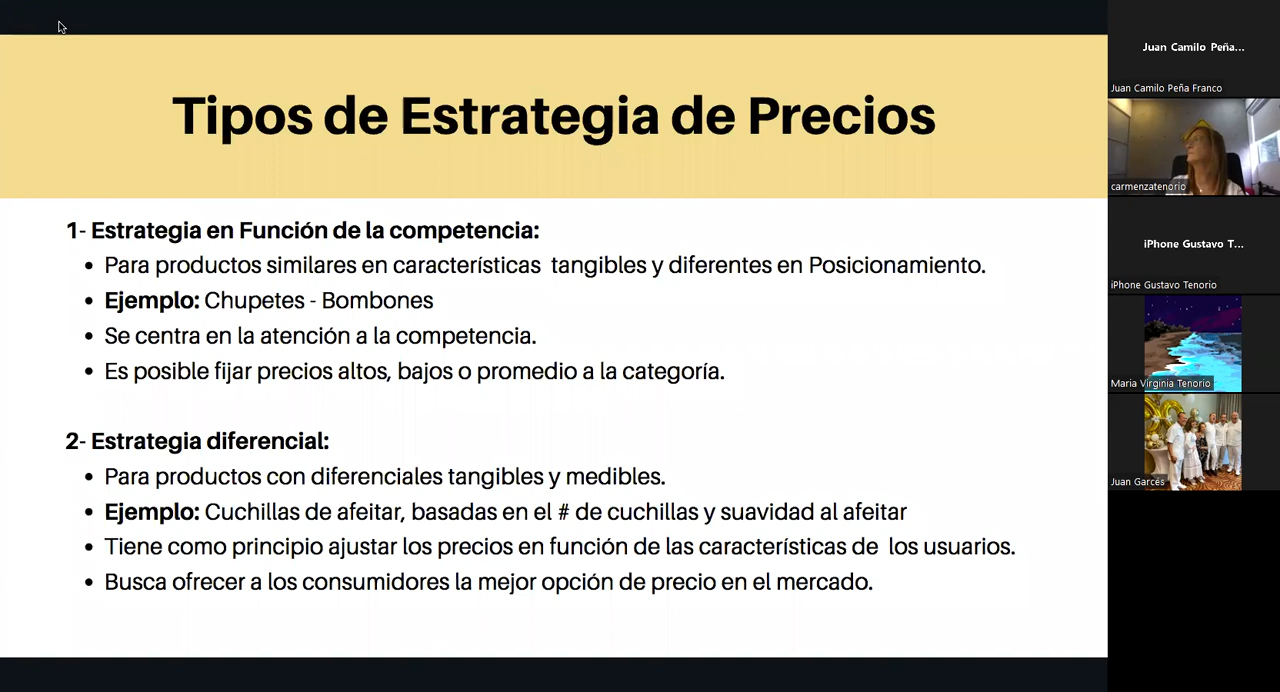 Tipos de Estrategia de Precios
1- Estrategia en Función de la competencia:
• Para productos similares en características tangibles y diferentes en Posicionamiento.
• Ejemplo: Chupetes - Bombones
• Se centra en la atención a la competencia.
• Es posible fijar precios altos, bajos o promedio a la categoría.
2- Estrategia diferencial:
• Para productos con diferenciales tangibles y medibles.
• Ejemplo: Cuchillas de afeitar, basadas en el # de cuchillas y suavidad al afeitar
• Tiene como principio ajustar los precios en función de las características de los usuarios.
• Busca ofrecer a los consumidores la mejor opción de precio en el mercado.
Juan Camilo Peña...
Juan Camilo Peña Franco
carmenzatenorio
iPhone Gustavo T...
iPhone Gustavo Tenorio
Maria Virginia Tenorio
Juan Garcés